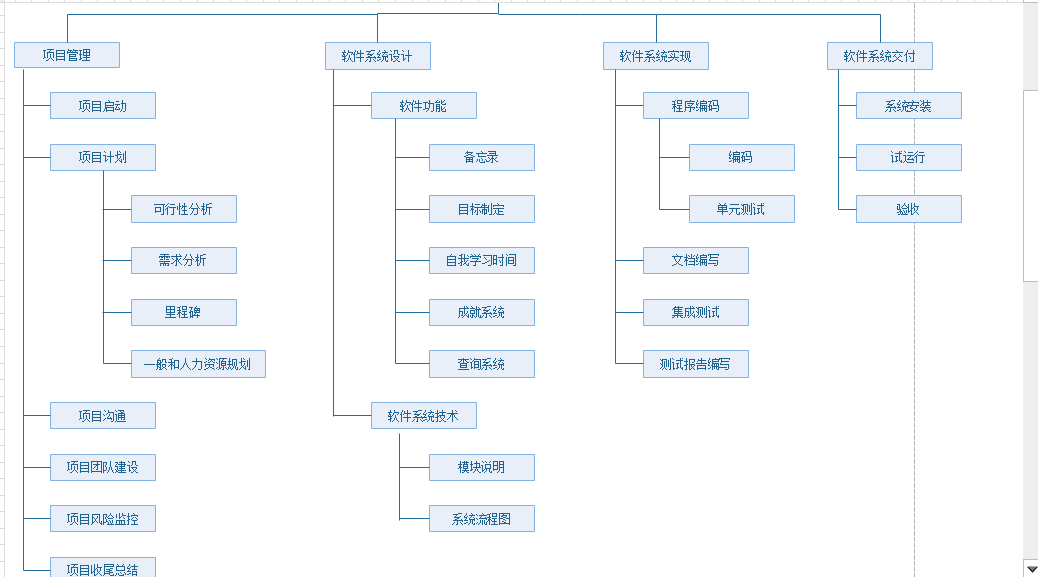 项目管理
项目启动
项目计划
可行性分析
需求分析
里程碑
一般和人力资源规划
项目沟通
项目团队建设
项目风险监控
项目收尾总结
软件系统设计
软件功能
备忘录
目标制定
自我学习时间
成就系统
查询系统
软件系统技术
模块说明
系统流程图
软件系统实现
程序编码
编码
单元测试
文档编写
集成测试
测试报告编写
软件系统交付
系统安装
试运行
验收